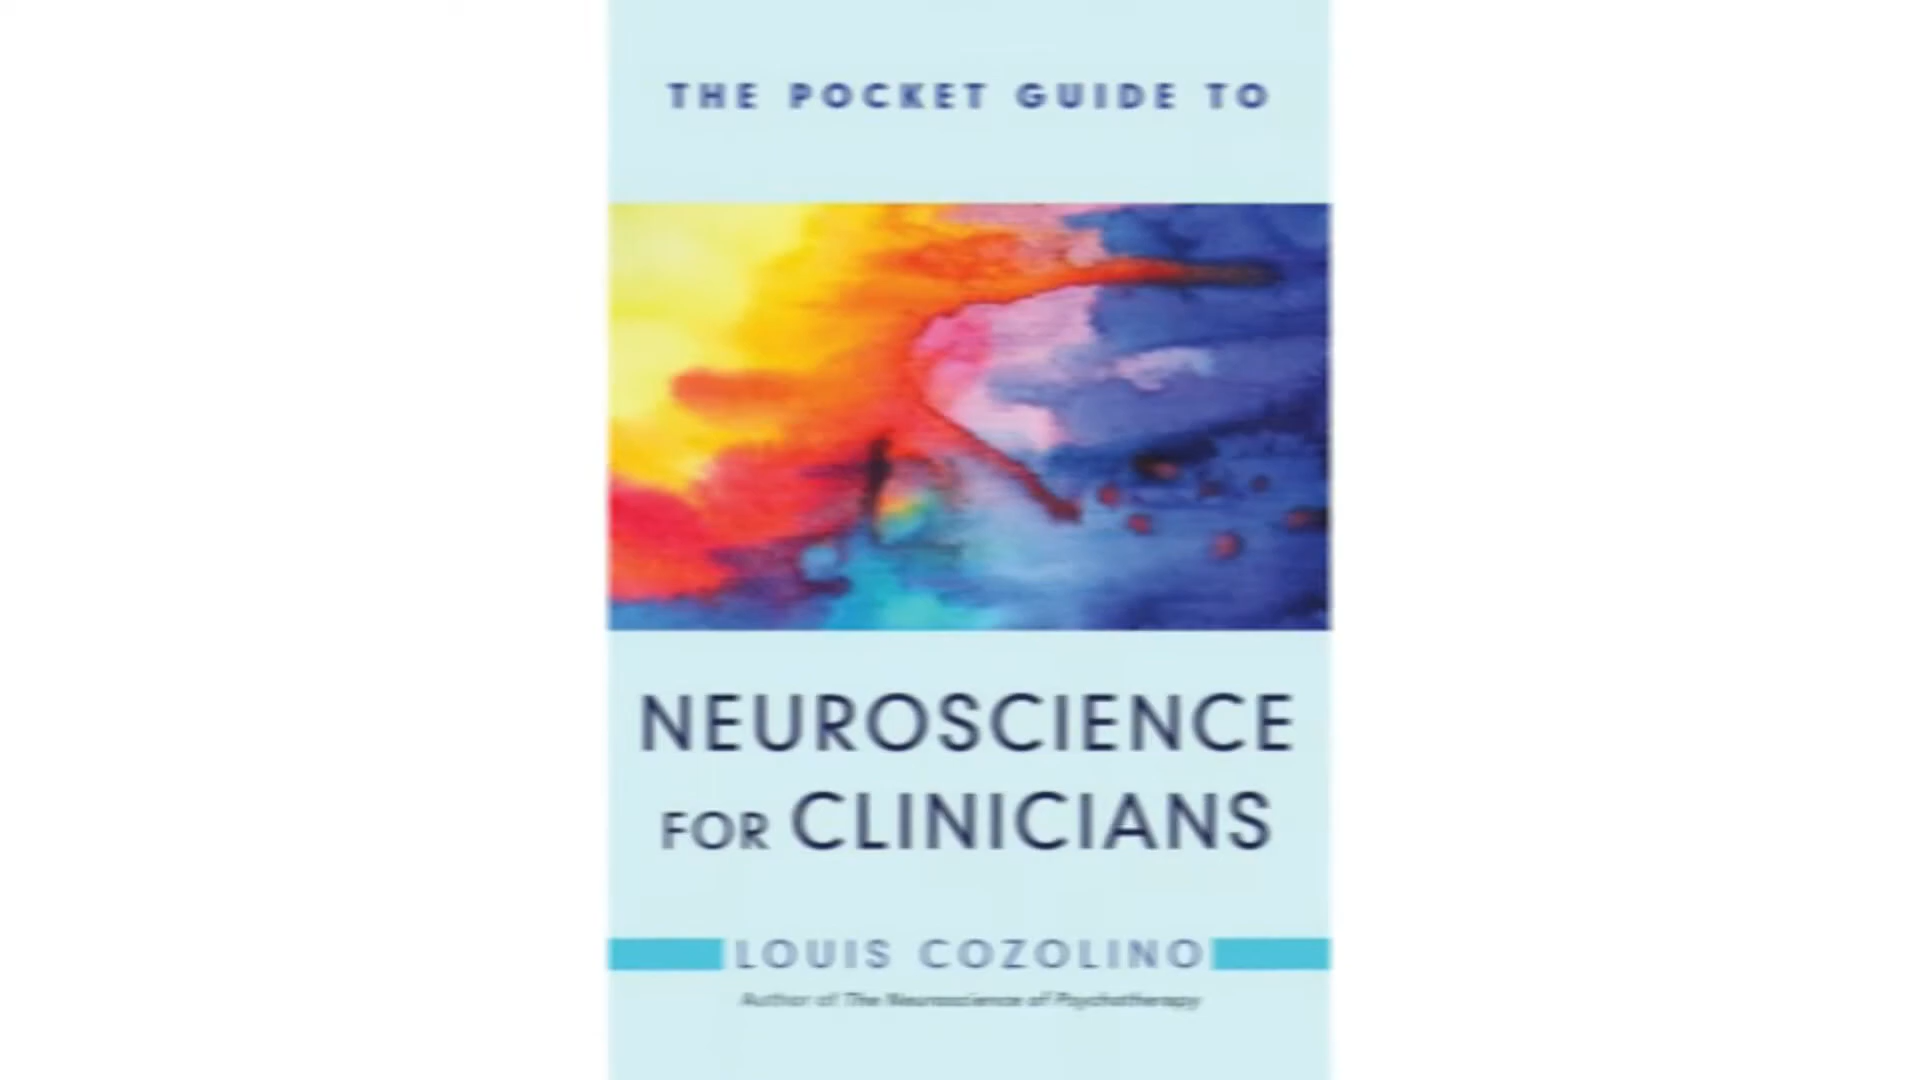 THE POCKET GUIDE TO
NEUROSCIENCE
FOR CLINICIANS
LOUIS COZOLINO
Author of The Neuroscience of Psychotherapy